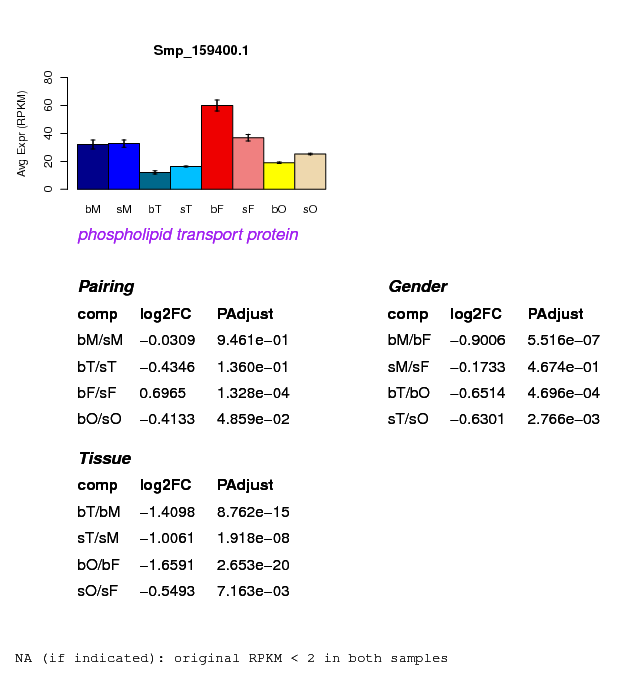 Smp_159400.1
Avg Expr (RPKM)
0 20 40 60 80
bM sM bT sT bF sF bO sO
phospholipid transport protein
Pairing
comp log2FC PAdjust
bM/sM −0.0309 9.461e−01
bT/sT −0.4346 1.360e−01
bF/sF 0.6965 1.328e−04
bO/sO −0.4133 4.859e−02
Gender
comp log2FC PAdjust
bM/bF −0.9006 5.516e−07
sM/sF −0.1733 4.674e−01
bT/bO −0.6514 4.696e−04
sT/sO −0.6301 2.766e−03
Tissue
comp log2FC PAdjust
bT/bM −1.4098 8.762e−15
sT/sM −1.0061 1.918e−08
bO/bF −1.6591 2.653e−20
sO/sF −0.5493 7.163e−03
NA (if indicated): original RPKM < 2 in both samples